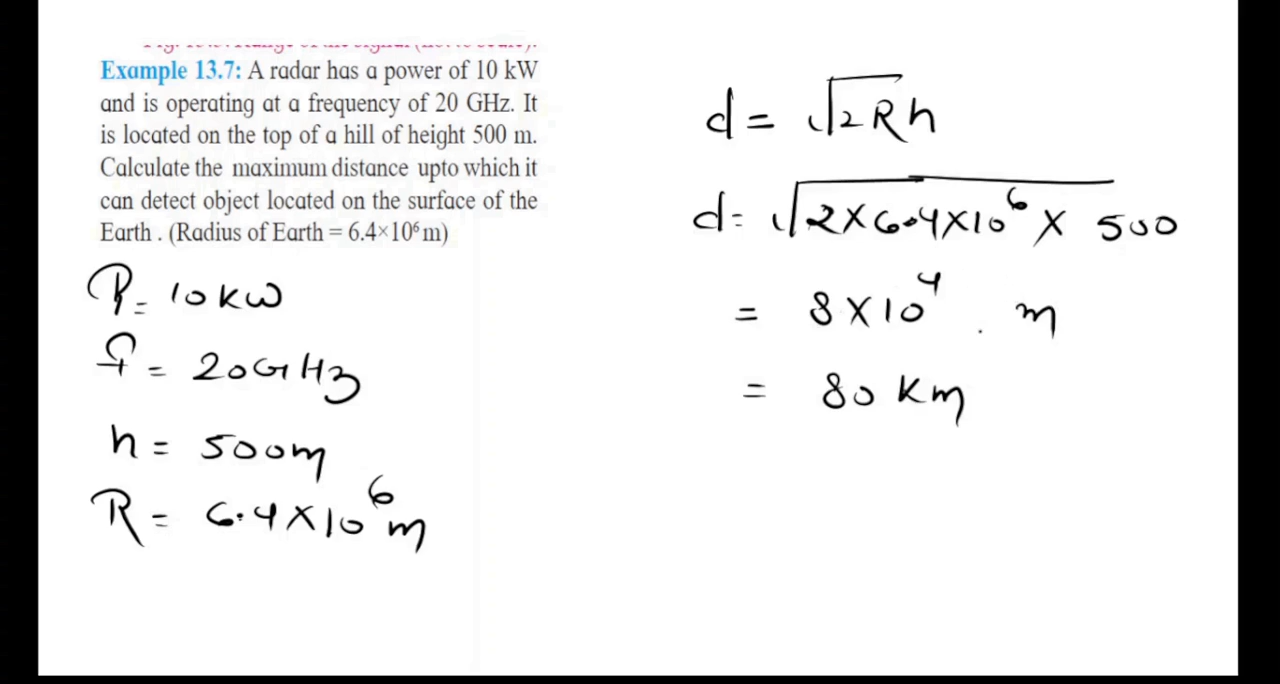 Example 13.7: A radar has a power of 10 kW
and is operating at a frequency of 20 GHz. It
is located on the top of a hill of height 500 m.
Calculate the maximum distance upto which it
can detect object located on the surface of the
Earth . (Radius of Earth = 6.4×10⁶ m)
P = 10 kW
f = 20 GHz
h = 500 m
R = 6.4 × 10⁶ m
d = √2Rh
d = √2 × 6.4 × 10⁶ × 500
= 8 × 10⁴ . m
= 80 Km